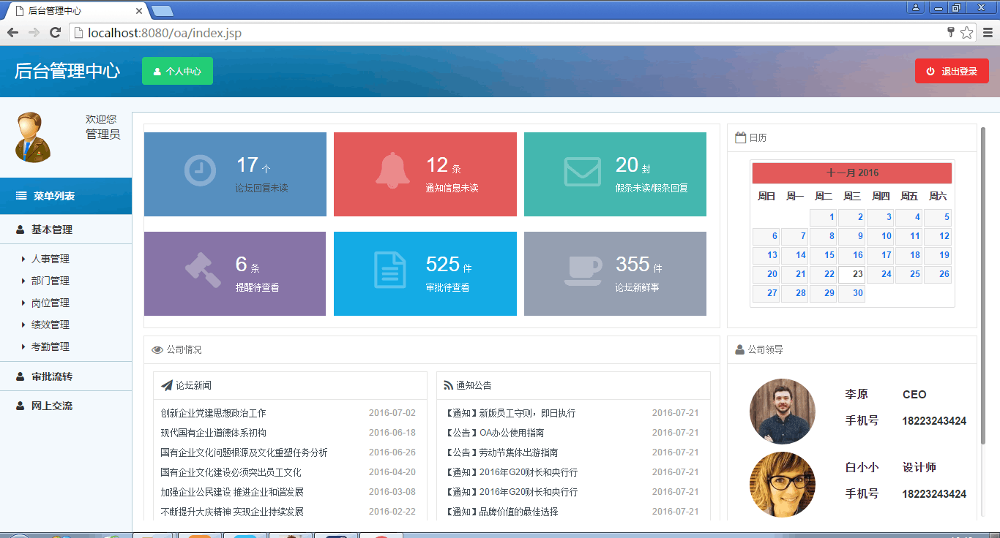 后台管理中心
localhost:8080/oa/index.jsp
后台管理中心
个人中心
退出登录
欢迎您
管理员
菜单列表
基本管理
人事管理
部门管理
岗位管理
绩效管理
考勤管理
审批流转
网上交流
17 个
论坛回复未读
12 条
通知信息未读
20 封
假条未读/假条回复
6 条
提醒待查看
525 件
审批待查看
355 件
论坛新鲜事
日历
十一月 2016
周日 周一 周二 周三 周四 周五 周六
1 2 3 4 5
6 7 8 9 10 11 12
13 14 15 16 17 18 19
20 21 22 23 24 25 26
27 28 29 30
公司情况
论坛新闻
创新企业党建思想政治工作 2016-07-02
现代国有企业道德体系初构 2016-06-18
国有企业文化问题根源及文化重塑任务分析 2016-06-26
国有企业文化建设必须突出员工文化 2016-04-20
加强企业公民建设 推进企业和谐发展 2016-03-08
不断提升大庆精神 实现企业持续发展 2016-02-22
通知公告
【通知】新版员工守则，即日执行 2016-07-21
【公告】OA办公使用指南 2016-07-21
【公告】劳动节集体出游指南 2016-07-21
【通知】2016年G20财长和央行行 2016-07-21
【通知】2016年G20财长和央行行 2016-07-21
【通知】品牌价值的最佳选择 2016-07-21
公司领导
李原 CEO
手机号 18223243424
白小小 设计师
手机号 18223243424